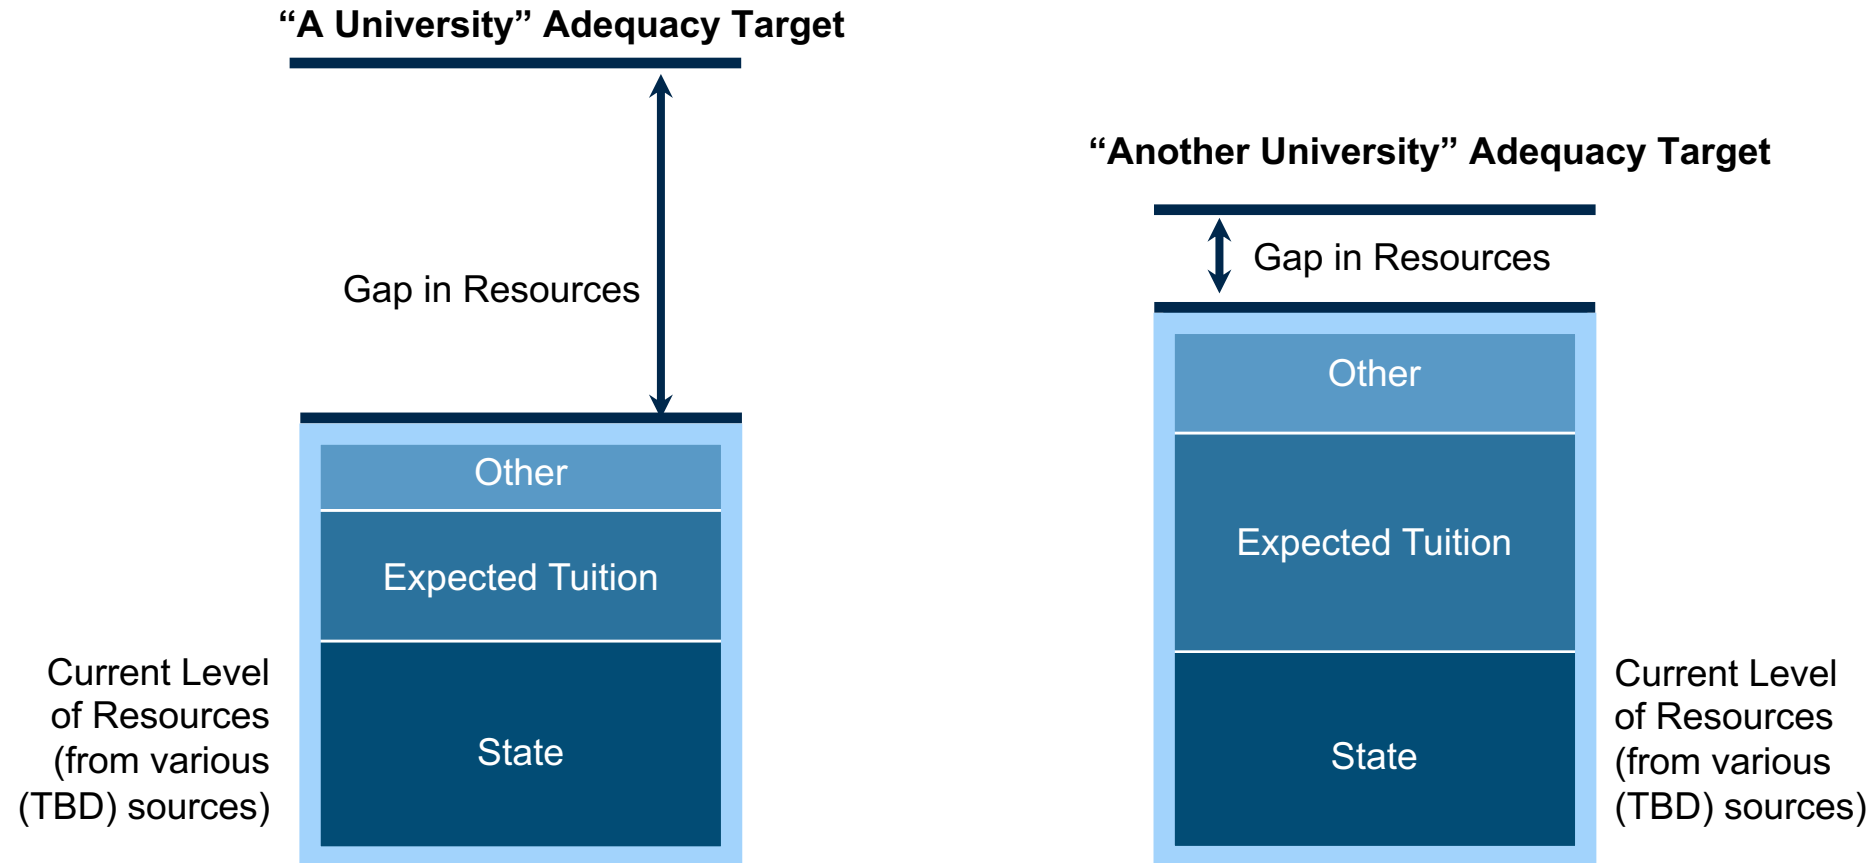 “A University” Adequacy Target
Gap in Resources
Other
Expected Tuition
State
Current Level
of Resources
(from various
(TBD) sources)
“Another University” Adequacy Target
Gap in Resources
Other
Expected Tuition
State
Current Level
of Resources
(from various
(TBD) sources)